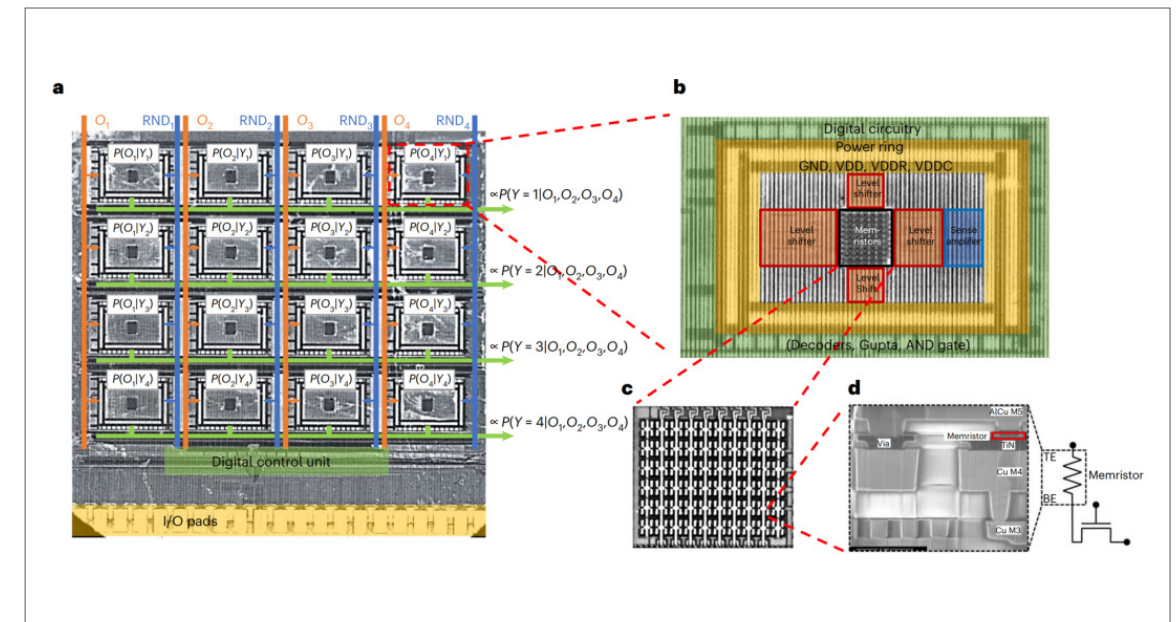 a
O₁ RND₁ O₂ RND₂ O₃ RND₃ O₄ RND₄
P(O₁|Y₁) P(O₂|Y₁) P(O₃|Y₁) P(O₄|Y₁)
∝P(Y = 1|O₁,O₂,O₃,O₄)
P(O₁|Y₂) P(O₂|Y₂) P(O₃|Y₂) P(O₄|Y₂)
∝P(Y = 2|O₁,O₂,O₃,O₄)
P(O₁|Y₃) P(O₂|Y₃) P(O₃|Y₃) P(O₄|Y₃)
∝P(Y = 3|O₁,O₂,O₃,O₄)
P(O₁|Y₄) P(O₂|Y₄) P(O₃|Y₄) P(O₄|Y₄)
∝P(Y = 4|O₁,O₂,O₃,O₄)
Digital control unit
I/O pads
b
Digital circuitry
Power ring
GND, VDD, VDDR, VDDC
Level
shifter
Level
shifter
Mem-
ristors
Level
shifter
Sense
amplifier
Level
Shift
(Decoders, Gupta, AND gate)
c
d
AlCu M5
Memristor
Via
TiN
TE
Cu M4
Memristor
BE
Cu M3